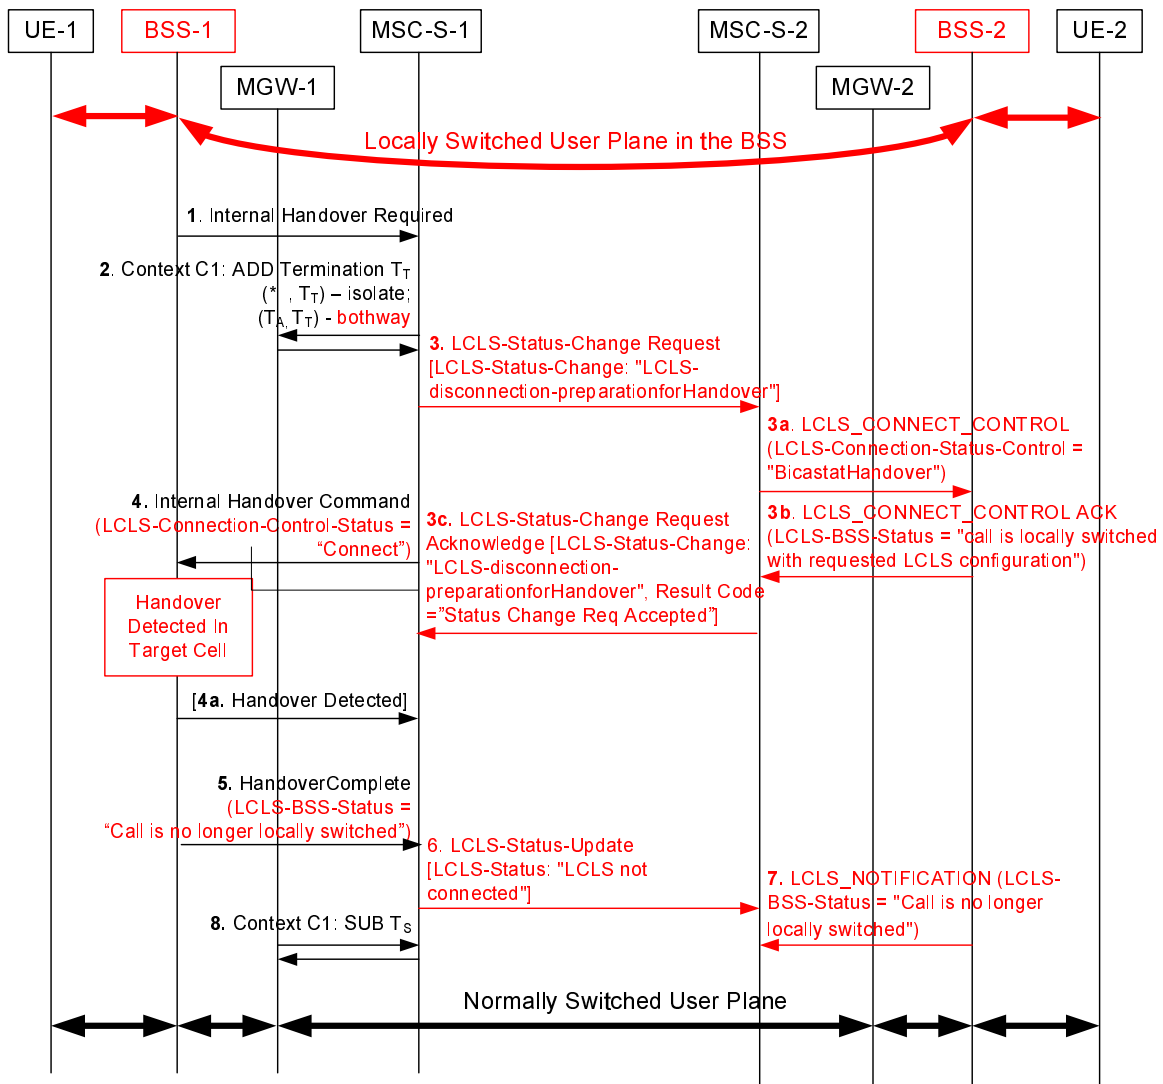 UE-1
BSS-1
MSC-S-1
MSC-S-2
BSS-2
UE-2
MGW-1
MGW-2
Locally Switched User Plane in the BSS
1. Internal Handover Required
2. Context C1: ADD Termination TT
(* , TT) – isolate;
(TA, TT) - bothway
3. LCLS-Status-Change Request
[LCLS-Status-Change: "LCLS-
disconnection-preparationforHandover"]
3a. LCLS_CONNECT_CONTROL
(LCLS-Connection-Status-Control =
"BicastatHandover")
4. Internal Handover Command
(LCLS-Connection-Control-Status =
“Connect”)
3b. LCLS_CONNECT_CONTROL ACK
(LCLS-BSS-Status = "call is locally switched
with requested LCLS configuration")
3c. LCLS-Status-Change Request
Acknowledge [LCLS-Status-Change:
"LCLS-disconnection-
preparationforHandover", Result Code
=”Status Change Req Accepted”]
Handover
Detected In
Target Cell
[4a. Handover Detected]
5. HandoverComplete
(LCLS-BSS-Status =
“Call is no longer locally switched”)
6. LCLS-Status-Update
[LCLS-Status: "LCLS not
connected"]
7. LCLS_NOTIFICATION (LCLS-
BSS-Status = "Call is no longer
locally switched")
8. Context C1: SUB TS
Normally Switched User Plane